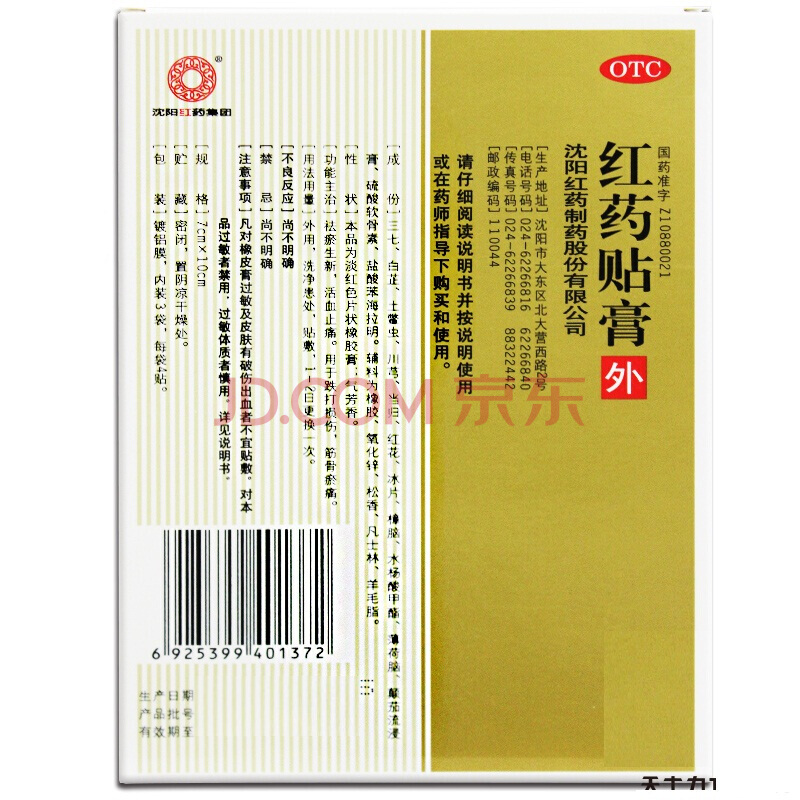 沈阳红药集团
®
OTC
国药准字 Z10880021
红药贴膏
外
沈阳红药制药股份有限公司
[生产地址]沈阳市大东区北大营西路2号
[电话号码]024-62266816 62266840
[传真号码]024-62266839 88322442
[邮政编码]110044
请仔细阅读说明书并按说明使用
或在药师指导下购买和使用。
[成 份]三七、白芷、土鳖虫、川芎、当归、红花、冰片、樟脑、水杨酸甲酯、薄荷脑、颠茄流浸
膏、硫酸软骨素、盐酸苯海拉明。辅料为橡胶、氧化锌、松香、凡士林、羊毛脂。
[性 状]本品为淡红色片状橡胶膏;气芳香。
[功能主治]祛瘀生新,活血止痛。用于跌打损伤,筋骨瘀痛。
[用法用量]外用,洗净患处,贴敷,1~2日更换一次。
[不良反应]尚不明确
[禁 忌]尚不明确
[注意事项]凡对橡皮膏过敏及皮肤有破伤出血者不宜贴敷。对本
品过敏者禁用,过敏体质者慎用。详见说明书。
[规 格]7cm×10cm
[贮 藏]密闭,置阴凉干燥处。
[包 装]镀铝膜,内装3袋,每袋4贴。
JD.COM 京东
6 925399 401372
生产日期
产品批号
有效期至